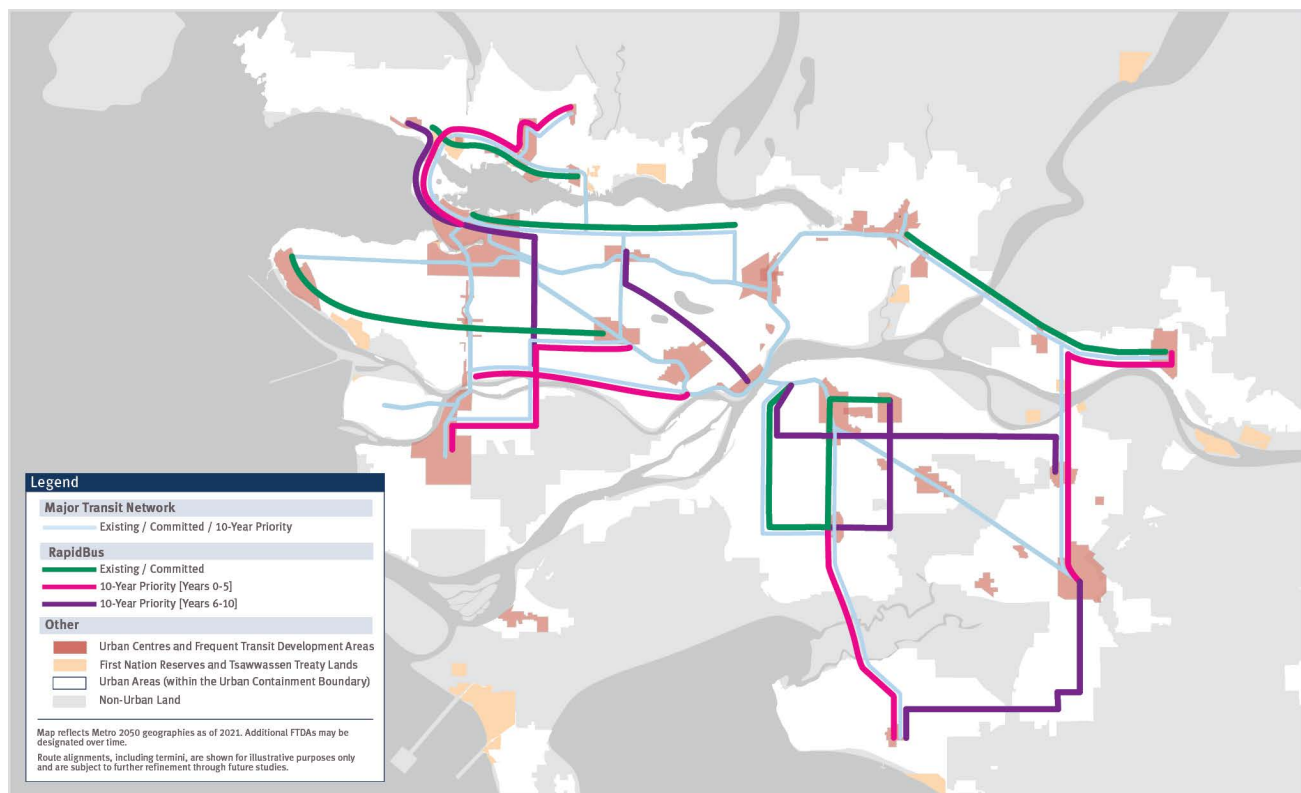 Legend
Major Transit Network
Existing / Committed / 10-Year Priority
RapidBus
Existing / Committed
10-Year Priority [Years 0-5]
10-Year Priority [Years 6-10]
Other
Urban Centres and Frequent Transit Development Areas
First Nation Reserves and Tsawwassen Treaty Lands
Urban Areas (within the Urban Containment Boundary)
Non-Urban Land
Map reflects Metro 2050 geographies as of 2021. Additional FTDAs may be
designated over time.
Route alignments, including termini, are shown for illustrative purposes only
and are subject to further refinement through future studies.